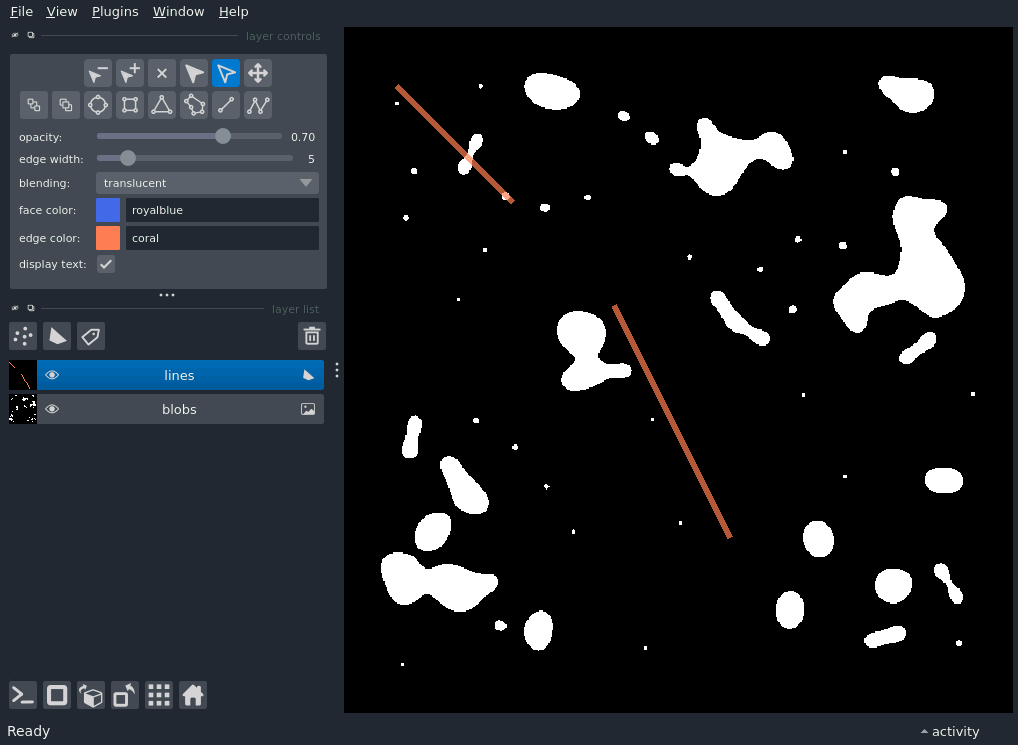 File View Plugins Window Help
layer controls
opacity: 0.70
edge width: 5
blending: translucent
face color: royalblue
edge color: coral
display text:
layer list
lines
blobs
Ready
activity